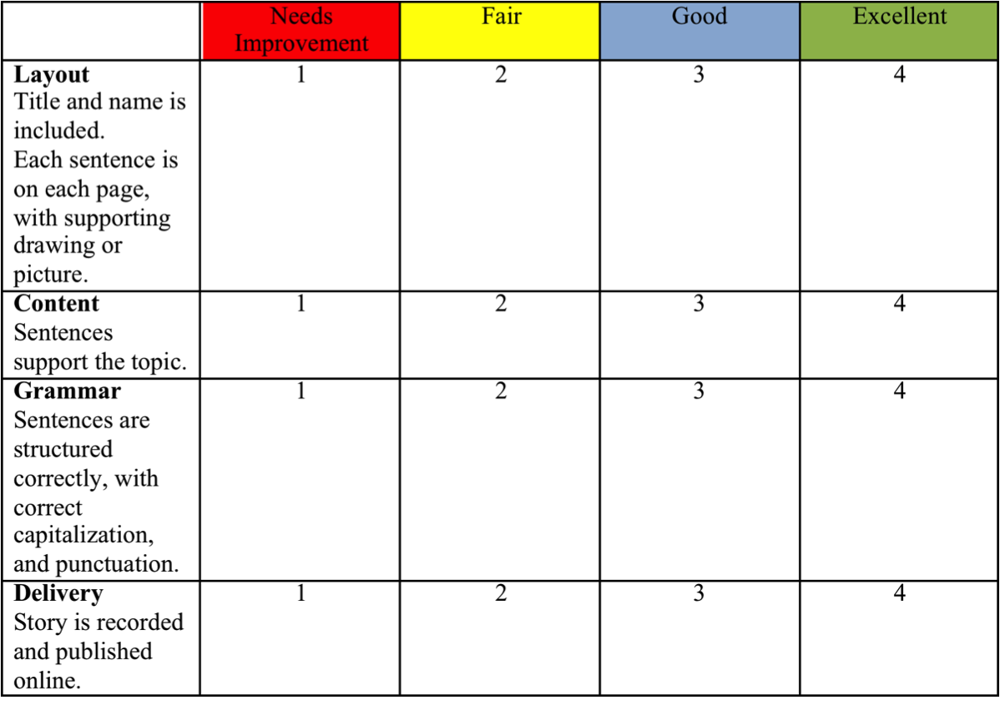 Needs Improvement Fair Good Excellent
Layout 1 2 3 4
Title and name is
included.
Each sentence is
on each page,
with supporting
drawing or
picture.
Content 1 2 3 4
Sentences
support the topic.
Grammar 1 2 3 4
Sentences are
structured
correctly, with
correct
capitalization,
and punctuation.
Delivery 1 2 3 4
Story is recorded
and published
online.